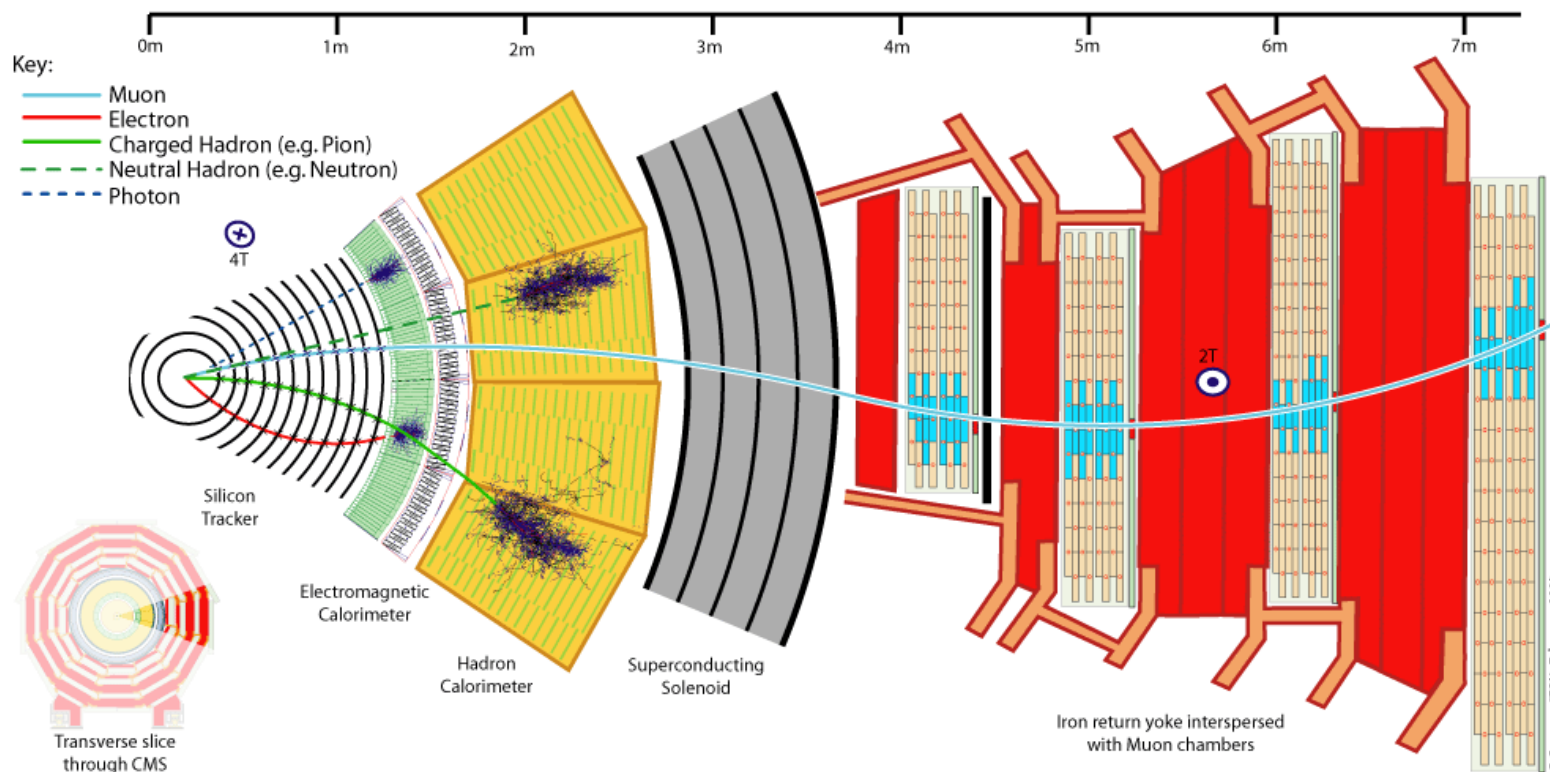 0m 1m 2m 3m 4m 5m 6m 7m
Key:
Muon
Electron
Charged Hadron (e.g. Pion)
Neutral Hadron (e.g. Neutron)
Photon
4T
2T
Silicon
Tracker
Electromagnetic
Calorimeter
Hadron
Calorimeter
Superconducting
Solenoid
Iron return yoke interspersed
with Muon chambers
Transverse slice
through CMS